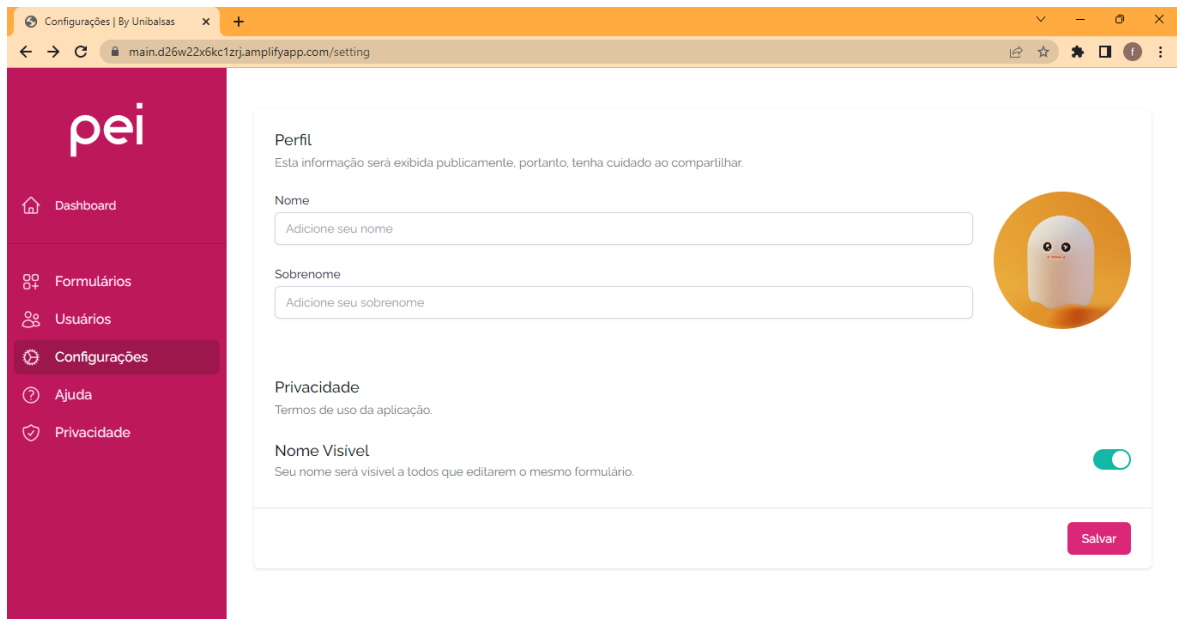 Configurações | By Unibalsas
main.d26w22x6kc1zrj.amplifyapp.com/setting
f
pei
Dashboard
Formulários
Usuários
Configurações
Ajuda
Privacidade
Perfil
Esta informação será exibida publicamente, portanto, tenha cuidado ao compartilhar.
Nome
Adicione seu nome
Sobrenome
Adicione seu sobrenome
Privacidade
Termos de uso da aplicação.
Nome Visível
Seu nome será visível a todos que editarem o mesmo formulário.
Salvar